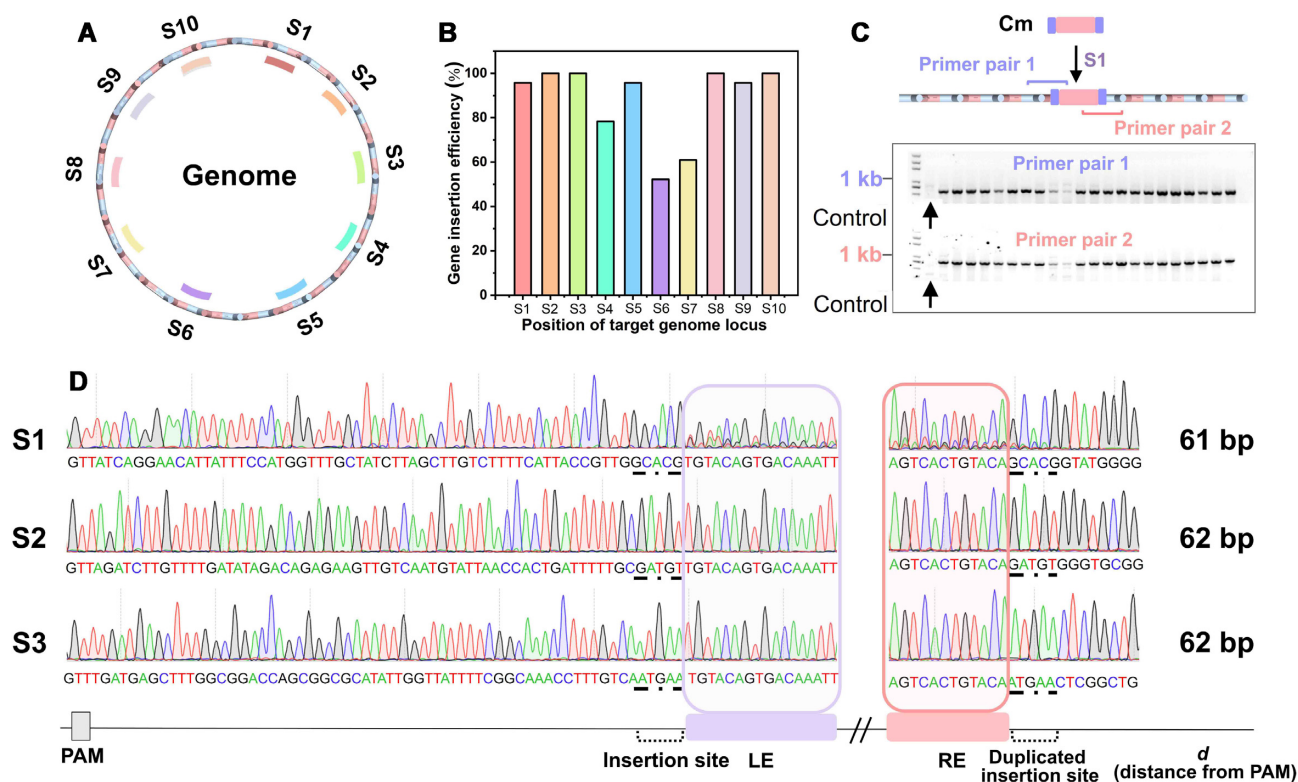 A
S1
S2
S3
S4
S5
S6
S7
S8
S9
S10
Genome
B
Gene insertion efficiency (%)
100
80
60
40
20
0
S1 S2 S3 S4 S5 S6 S7 S8 S9 S10
Position of target genome locus
C
Cm
S1
Primer pair 1
Primer pair 2
Primer pair 1
1 kb
Control
Primer pair 2
1 kb
Control
D
S1
GTTATCAGGAACATTATTTCCATGGTTTGCTATCTTAGCTTGTCTTTTCATTACCGTTGGCACGTGTACAGTGACAAATT
AGTCACTGTACAGCACGGTATGGGG
61 bp
S2
GTTAGATCTTGTTTTGATATAGACAGAGAAGTTGTCAATGTATTAACCACTGATTTTTGCGATGTTGTACAGTGACAAATT
AGTCACTGTACAGATGTGGGTGCGG
62 bp
S3
GTTTGATGAGCTTTGGCGGACCAGCGGCGCATATTGGTTATTTTCGGCAAACCTTTGTCAATGAATGTACAGTGACAAATT
AGTCACTGTACAATGAACTCGGCTG
62 bp
PAM
Insertion site
LE
RE
Duplicated
insertion site
d
(distance from PAM)